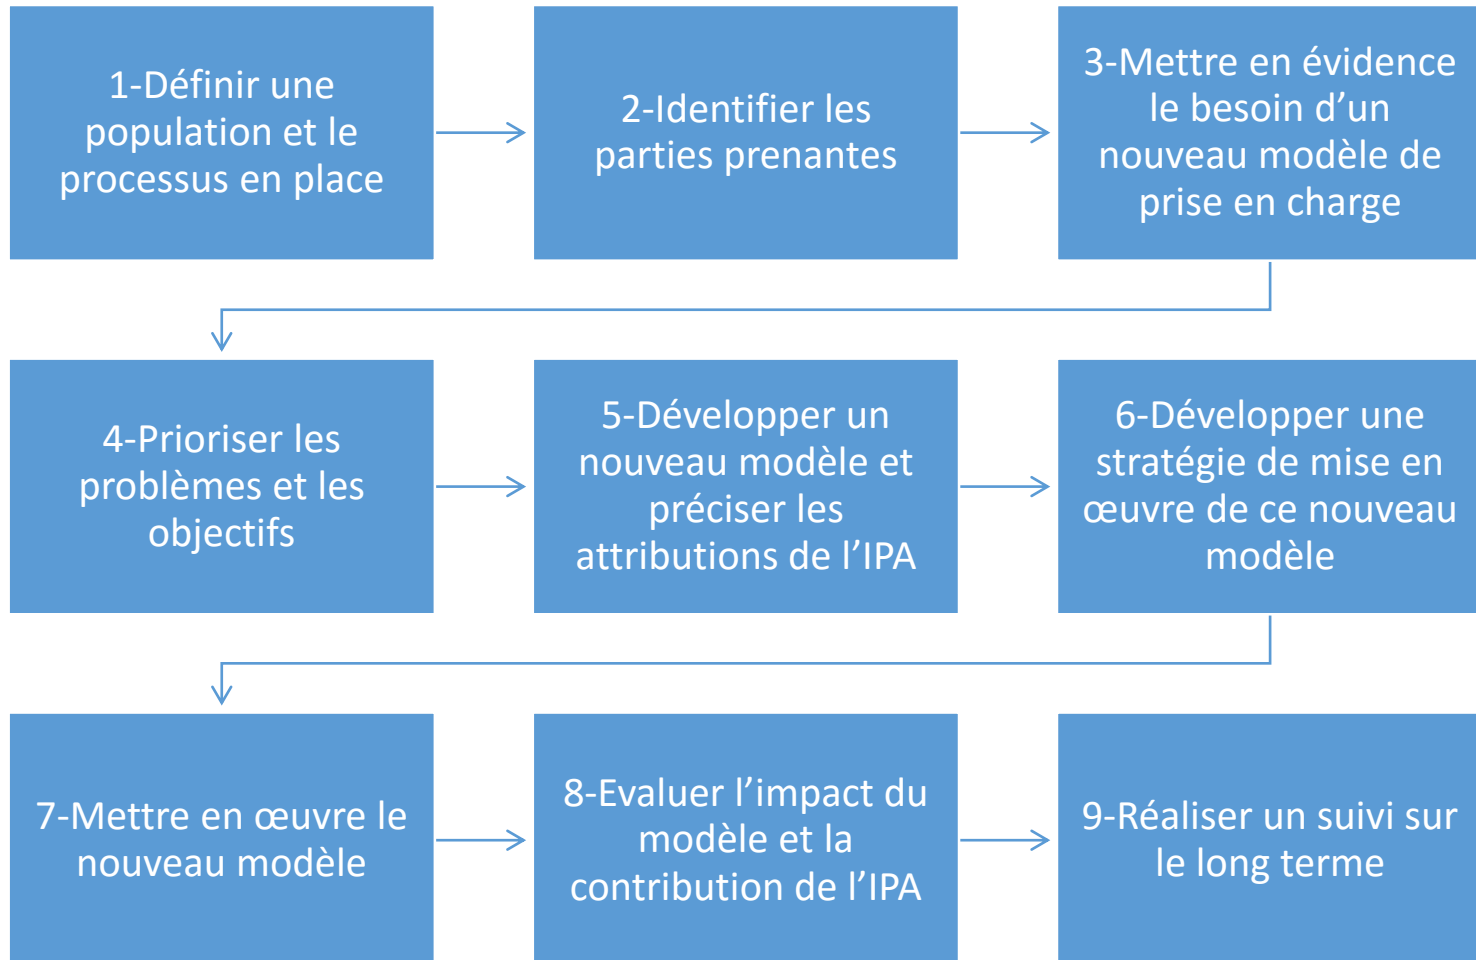 1-Définir une
population et le
processus en place
2-Identifier les
parties prenantes
3-Mettre en évidence
le besoin d’un
nouveau modèle de
prise en charge
4-Prioriser les
problèmes et les
objectifs
5-Développer un
nouveau modèle et
préciser les
attributions de l’IPA
6-Développer une
stratégie de mise en
œuvre de ce nouveau
modèle
7-Mettre en œuvre le
nouveau modèle
8-Evaluer l’impact du
modèle et la
contribution de l’IPA
9-Réaliser un suivi sur
le long terme